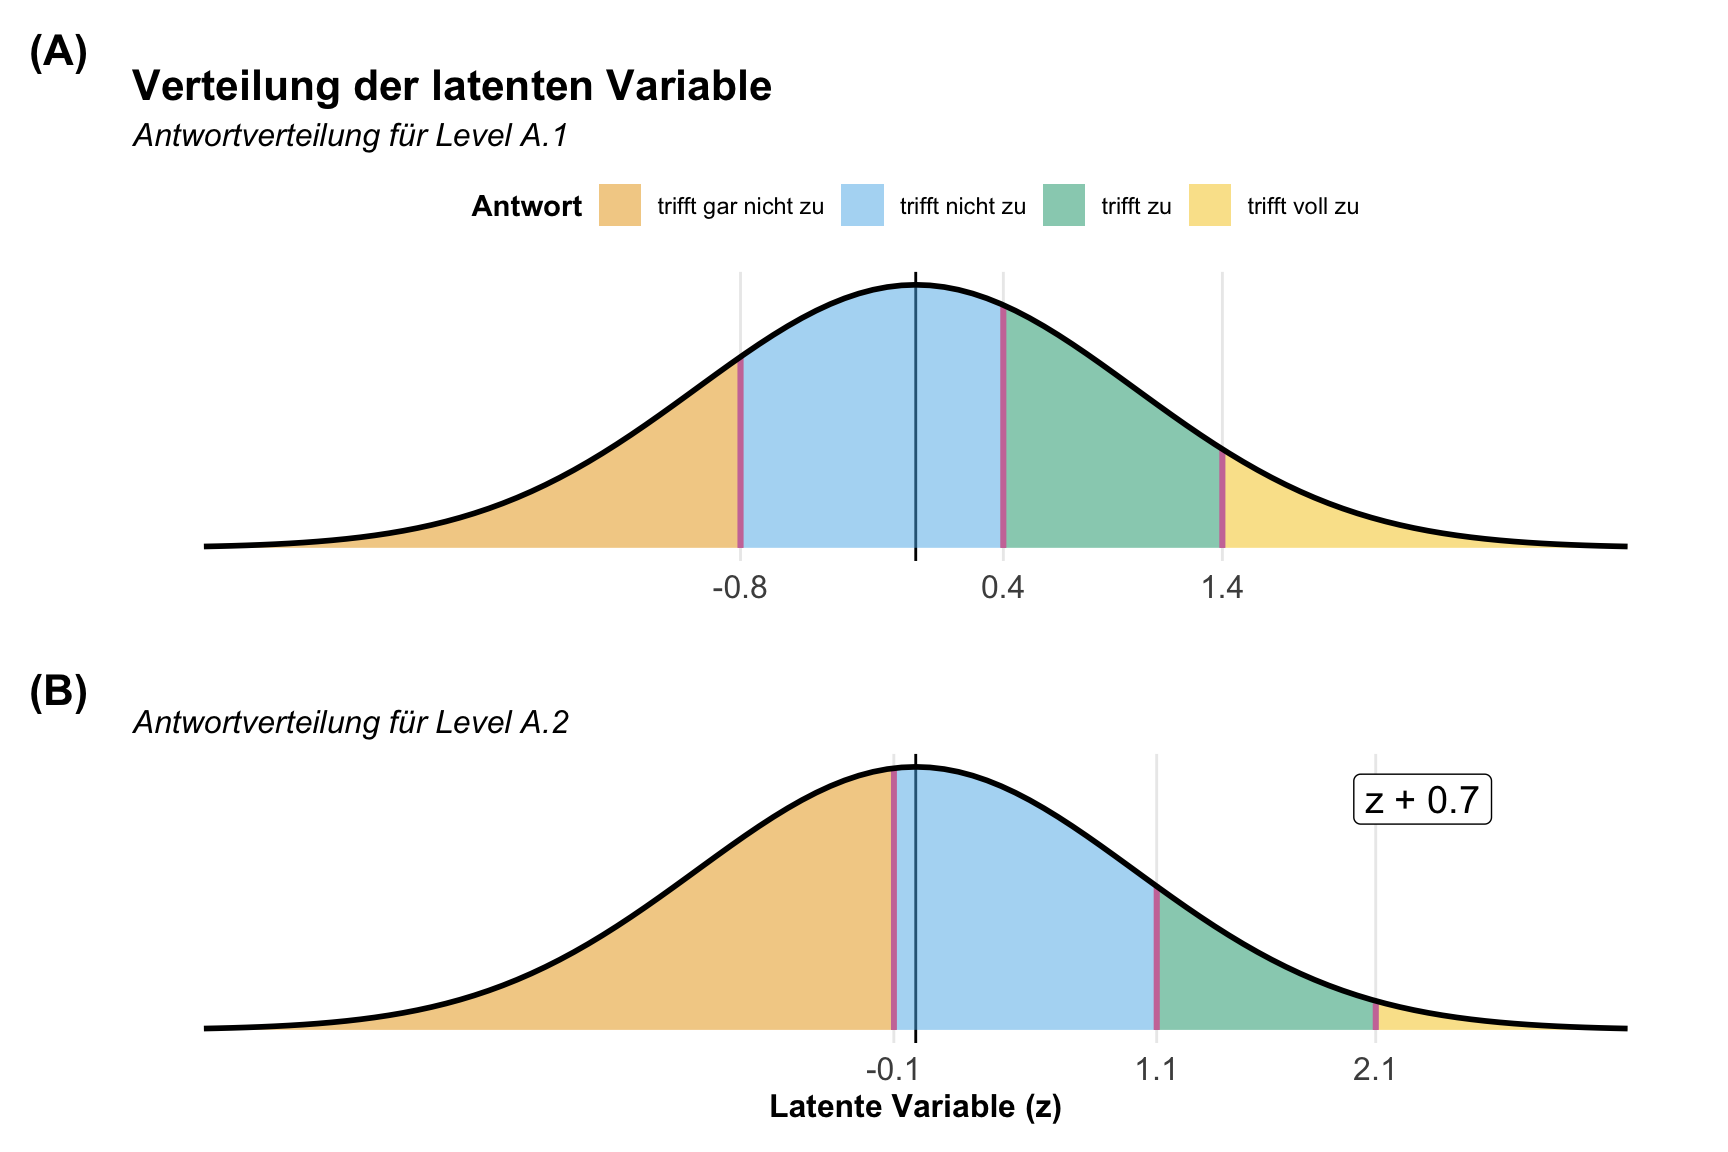 (A)
Verteilung der latenten Variable
Antwortverteilung für Level A.1
Antwort trifft gar nicht zu trifft nicht zu trifft zu trifft voll zu
-0.8 0.4 1.4
(B)
Antwortverteilung für Level A.2
z + 0.7
-0.1 1.1 2.1
Latente Variable (z)